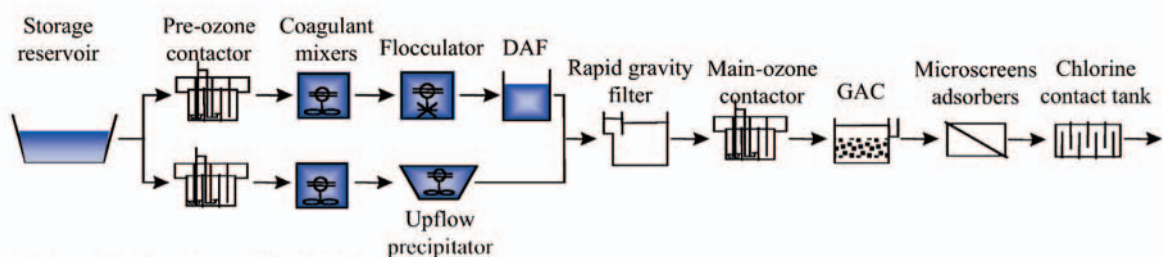 Storage
reservoir
Pre-ozone
contactor
Coagulant
mixers
Flocculator
DAF
Rapid gravity
filter
Main-ozone
contactor
GAC
Microscreens
adsorbers
Chlorine
contact tank
Upflow
precipitator